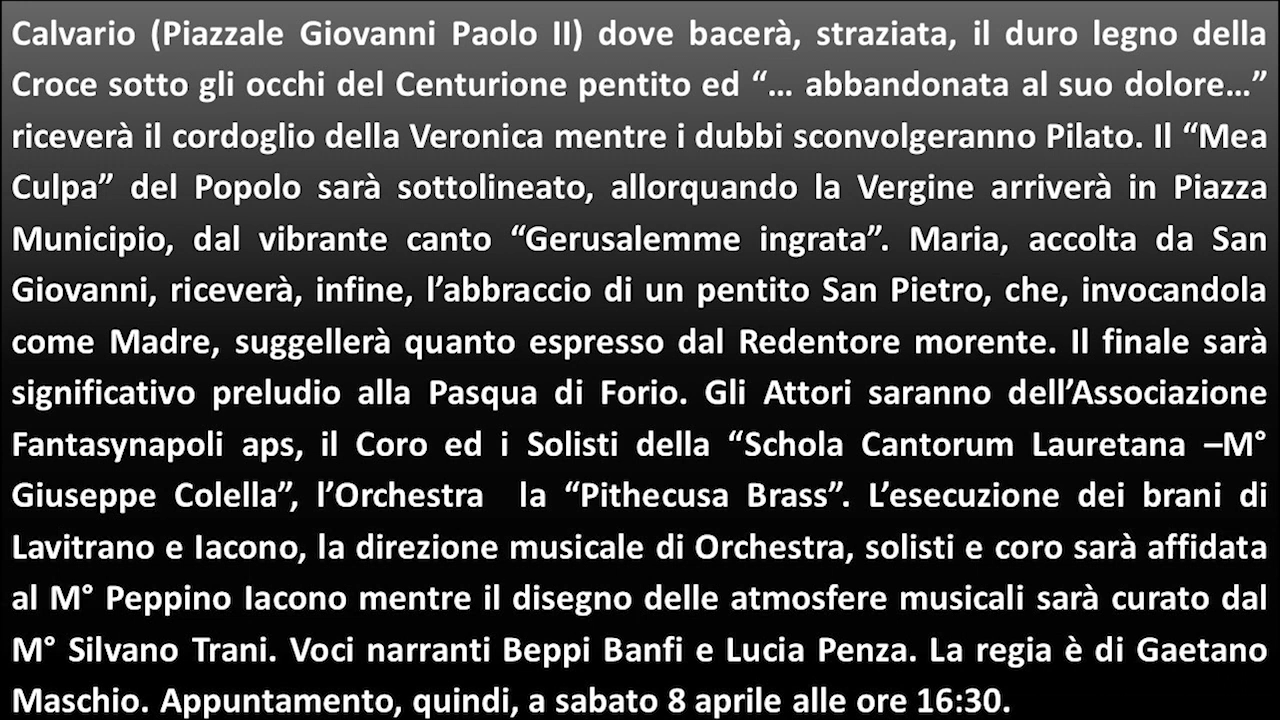 Calvario (Piazzale Giovanni Paolo II) dove bacerà, straziata, il duro legno della
Croce sotto gli occhi del Centurione pentito ed “… abbandonata al suo dolore…”
riceverà il cordoglio della Veronica mentre i dubbi sconvolgeranno Pilato. Il “Mea
Culpa” del Popolo sarà sottolineato, allorquando la Vergine arriverà in Piazza
Municipio, dal vibrante canto “Gerusalemme ingrata”. Maria, accolta da San
Giovanni, riceverà, infine, l’abbraccio di un pentito San Pietro, che, invocandola
come Madre, suggellerà quanto espresso dal Redentore morente. Il finale sarà
significativo preludio alla Pasqua di Forio. Gli Attori saranno dell’Associazione
Fantasynapoli aps, il Coro ed i Solisti della “Schola Cantorum Lauretana –M°
Giuseppe Colella”, l’Orchestra  la “Pithecusa Brass”. L’esecuzione dei brani di
Lavitrano e Iacono, la direzione musicale di Orchestra, solisti e coro sarà affidata
al M° Peppino Iacono mentre il disegno delle atmosfere musicali sarà curato dal
M° Silvano Trani. Voci narranti Beppi Banfi e Lucia Penza. La regia è di Gaetano
Maschio. Appuntamento, quindi, a sabato 8 aprile alle ore 16:30.